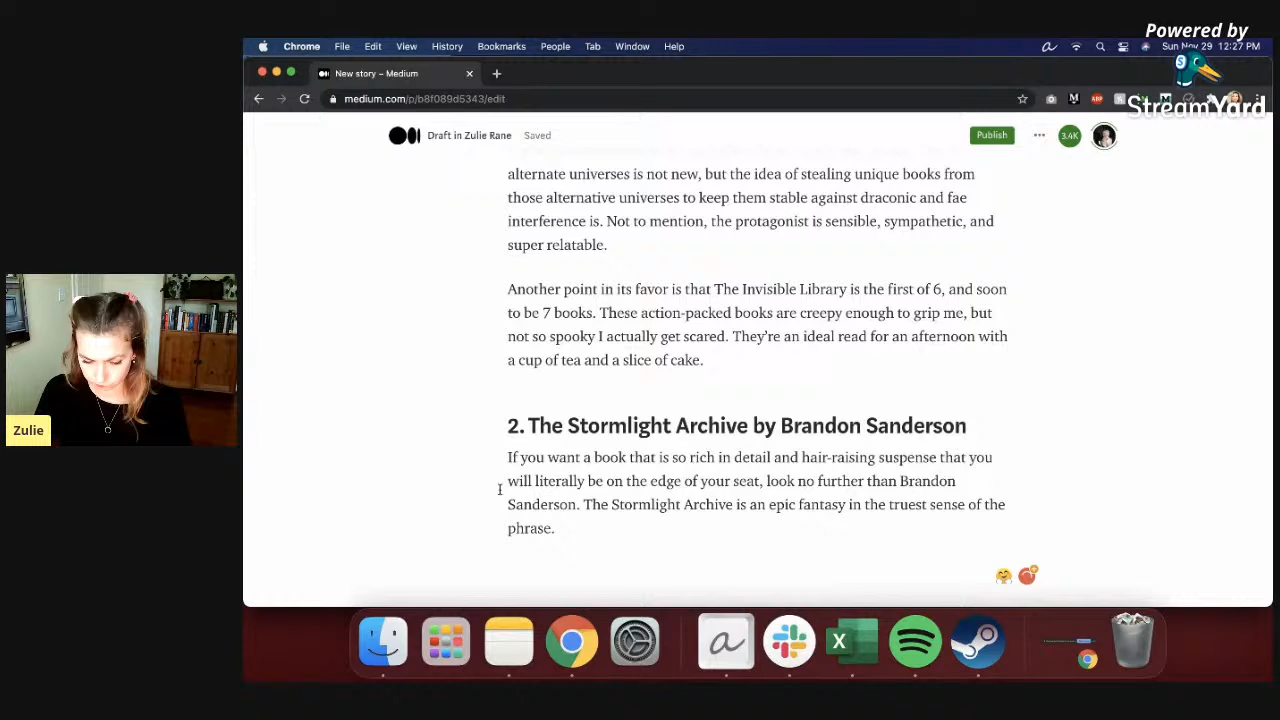 Powered by
StreamYard
Chrome File Edit View History Bookmarks People Tab Window Help
Sun Nov 29 12:27 PM
New story – Medium
medium.com/p/b8f089d5343/edit
Draft in Zulie Rane Saved
Publish
3.4K
alternate universes is not new, but the idea of stealing unique books from
those alternative universes to keep them stable against draconic and fae
interference is. Not to mention, the protagonist is sensible, sympathetic, and
super relatable.
Another point in its favor is that The Invisible Library is the first of 6, and soon
to be 7 books. These action-packed books are creepy enough to grip me, but
not so spooky I actually get scared. They’re an ideal read for an afternoon with
a cup of tea and a slice of cake.
2. The Stormlight Archive by Brandon Sanderson
If you want a book that is so rich in detail and hair-raising suspense that you
will literally be on the edge of your seat, look no further than Brandon
Sanderson. The Stormlight Archive is an epic fantasy in the truest sense of the
phrase.
Zulie